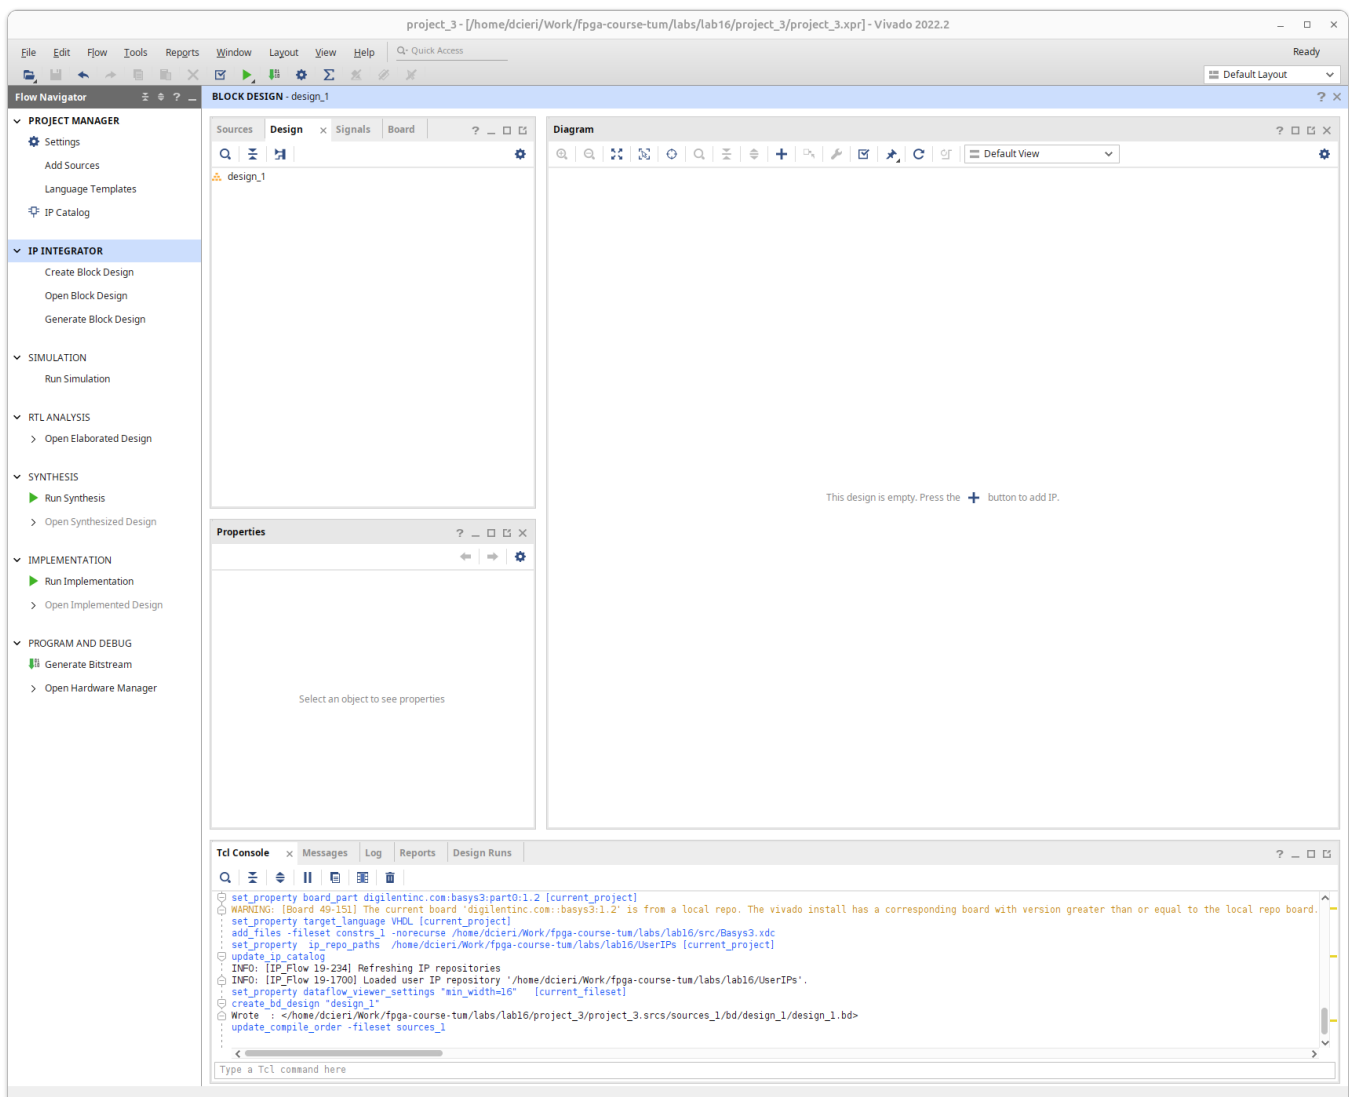 project_3 - [/home/dcieri/Work/fpga-course-tum/labs/lab16/project_3/project_3.xpr] - Vivado 2022.2
File Edit Flow Tools Reports Window Layout View Help Quick Access Ready
Default Layout
Flow Navigator
BLOCK DESIGN - design_1
PROJECT MANAGER
Settings
Add Sources
Language Templates
IP Catalog
IP INTEGRATOR
Create Block Design
Open Block Design
Generate Block Design
SIMULATION
Run Simulation
RTL ANALYSIS
Open Elaborated Design
SYNTHESIS
Run Synthesis
Open Synthesized Design
IMPLEMENTATION
Run Implementation
Open Implemented Design
PROGRAM AND DEBUG
Generate Bitstream
Open Hardware Manager
Sources Design Signals Board
design_1
Properties
Select an object to see properties
Diagram
Default View
This design is empty. Press the + button to add IP.
Tcl Console Messages Log Reports Design Runs
set_property board_part digilentinc.com:basys3:part0:1.2 [current_project]
WARNING: [Board 49-151] The current board 'digilentinc.com::basys3:1.2' is from a local repo. The vivado install has a corresponding board with version greater than or equal to the local repo board.
set_property target_language VHDL [current_project]
add_files -fileset constrs_1 -norecurse /home/dcieri/Work/fpga-course-tum/labs/lab16/src/Basys3.xdc
set_property ip_repo_paths /home/dcieri/Work/fpga-course-tum/labs/lab16/UserIPs [current_project]
update_ip_catalog
INFO: [IP_Flow 19-234] Refreshing IP repositories
INFO: [IP_Flow 19-1700] Loaded user IP repository '/home/dcieri/Work/fpga-course-tum/labs/lab16/UserIPs'.
set_property dataflow_viewer_settings "min_width=16" [current_fileset]
create_bd_design "design_1"
Wrote : </home/dcieri/Work/fpga-course-tum/labs/lab16/project_3/project_3.srcs/sources_1/bd/design_1/design_1.bd>
update_compile_order -fileset sources_1
Type a Tcl command here